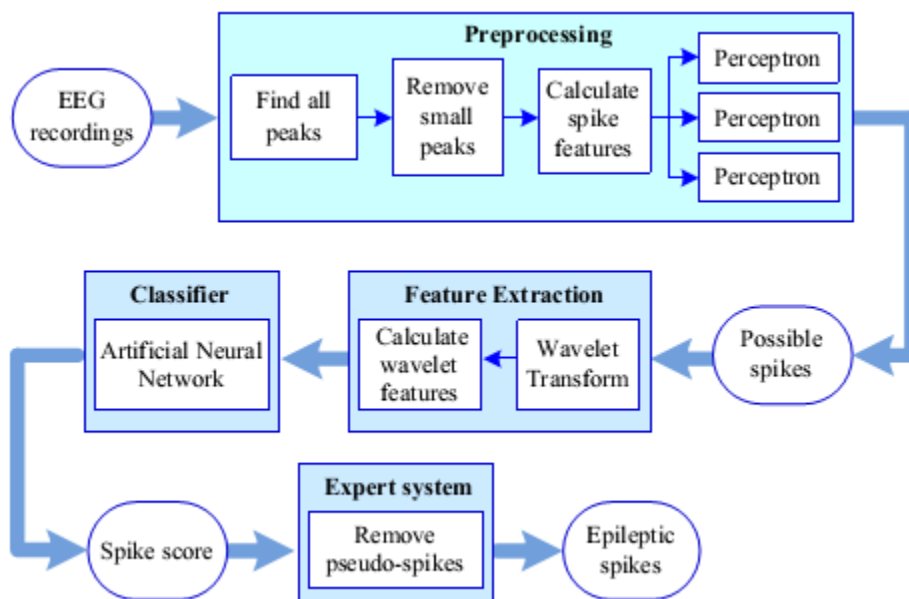 Preprocessing
EEG
recordings
Find all
peaks
Remove
small
peaks
Calculate
spike
features
Perceptron
Perceptron
Perceptron
Possible
spikes
Feature Extraction
Wavelet
Transform
Calculate
wavelet
features
Classifier
Artificial Neural
Network
Spike score
Expert system
Remove
pseudo-spikes
Epileptic
spikes